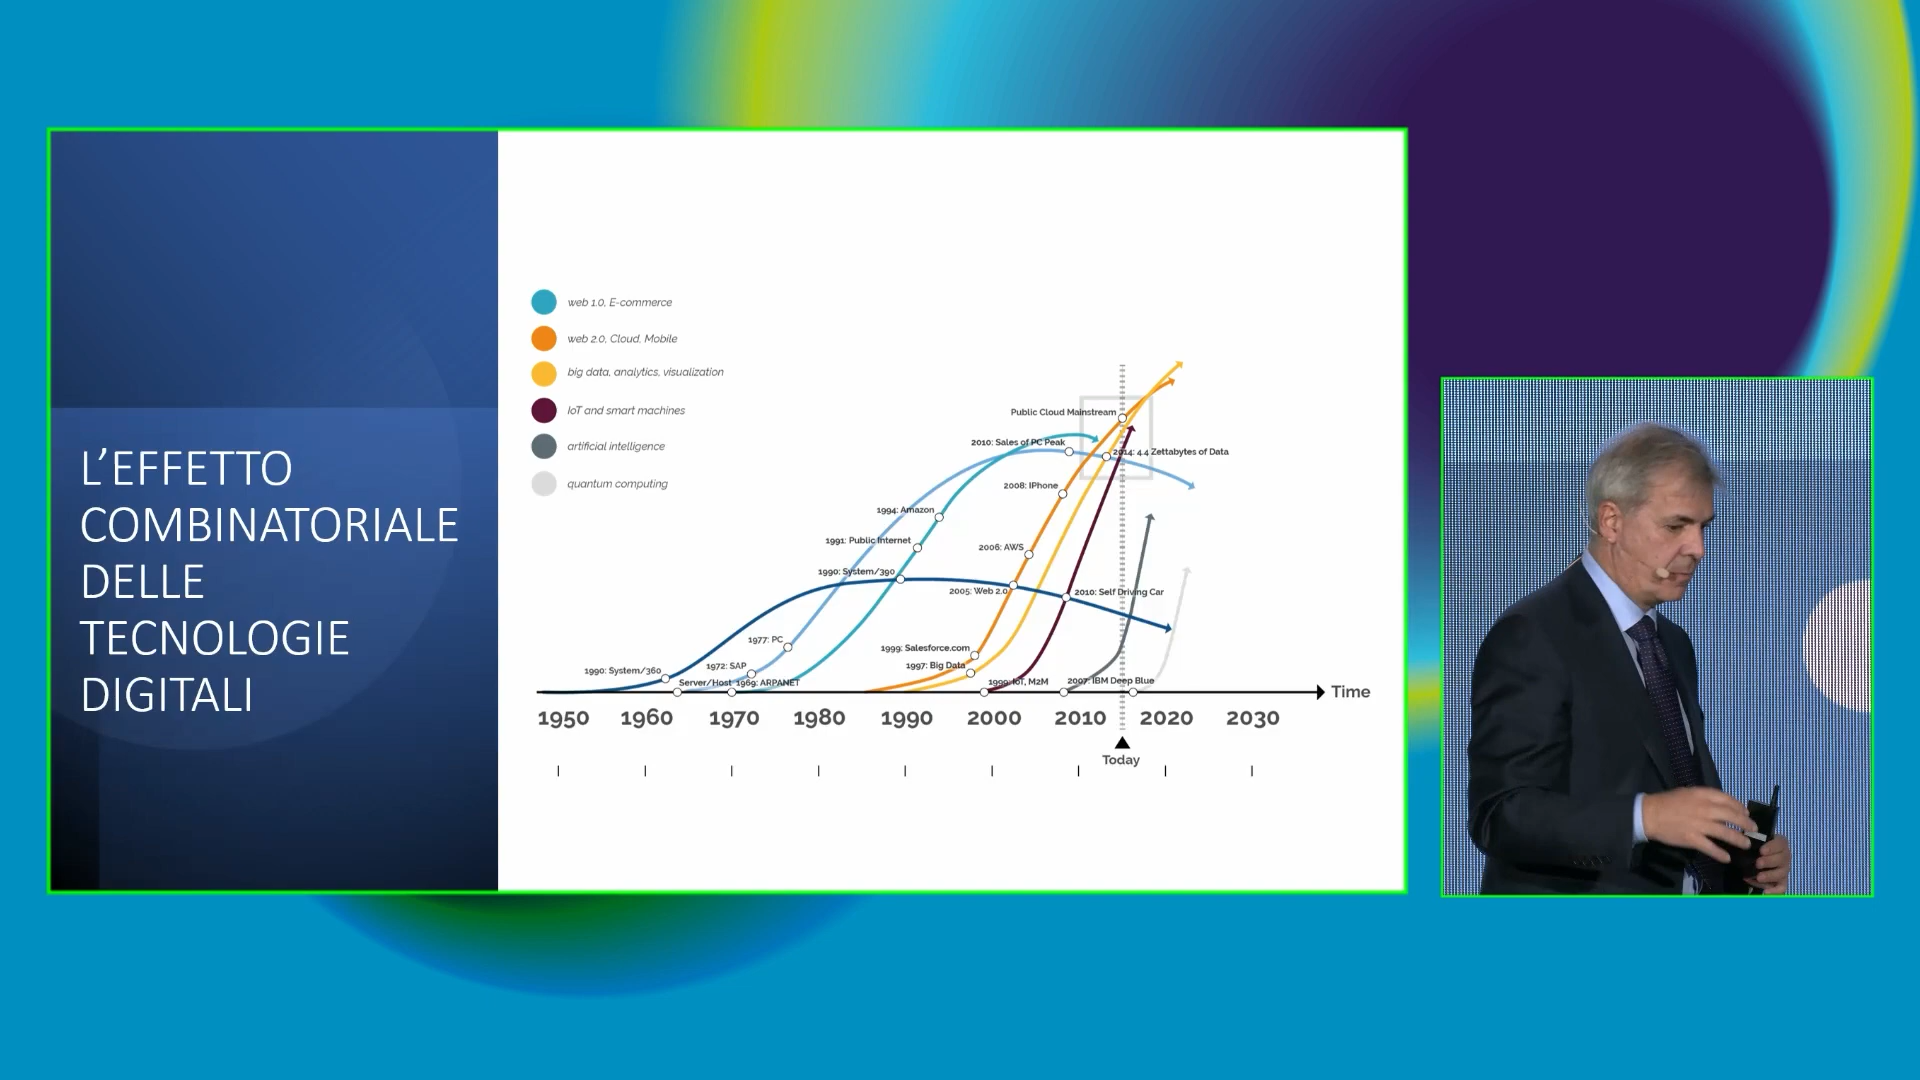 L'EFFETTO
COMBINATORIALE
DELLE
TECNOLOGIE
DIGITALI
web 1.0, E-commerce
web 2.0, Cloud, Mobile
big data, analytics, visualization
IoT and smart machines
artificial intelligence
quantum computing
Public Cloud Mainstream
2010: Sales of PC Peak
2014: 4.4 Zettabytes of Data
2008: IPhone
1994: Amazon
1991: Public Internet
2006: AWS
1990: System/390
2005: Web 2.0
2010: Self Driving Car
1977: PC
1999: Salesforce.com
1972: SAP
1997: Big Data
1990: System/360
Server/Host
1969: ARPANET
1999: IoT, M2M
2007: IBM Deep Blue
Time
1950 1960 1970 1980 1990 2000 2010 2020 2030
Today